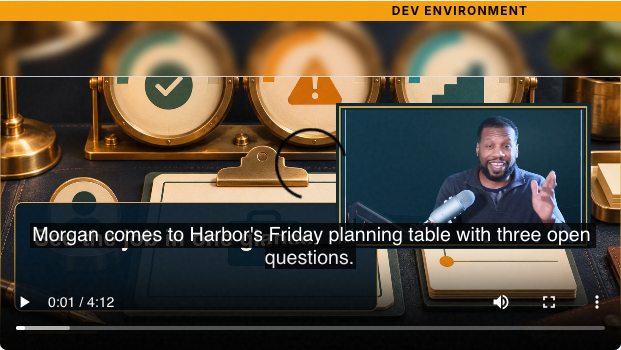 DEV ENVIRONMENT
Morgan comes to Harbor's Friday planning table with three open
questions.
0:01 / 4:12